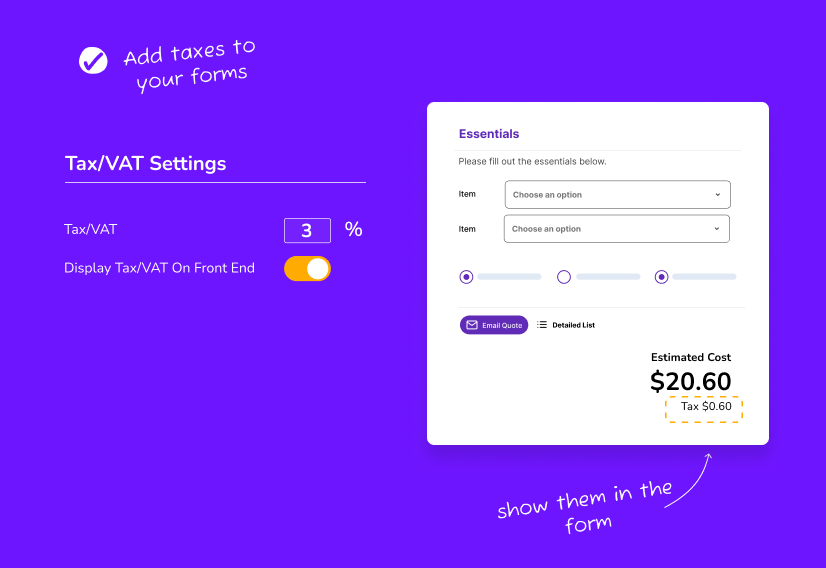 Add taxes to
your forms
Tax/VAT Settings
Tax/VAT 3 %
Display Tax/VAT On Front End
Essentials
Please fill out the essentials below.
Item Choose an option
Item Choose an option
Email Quote Detailed List
Estimated Cost
$20.60
Tax $0.60
show them in the
form